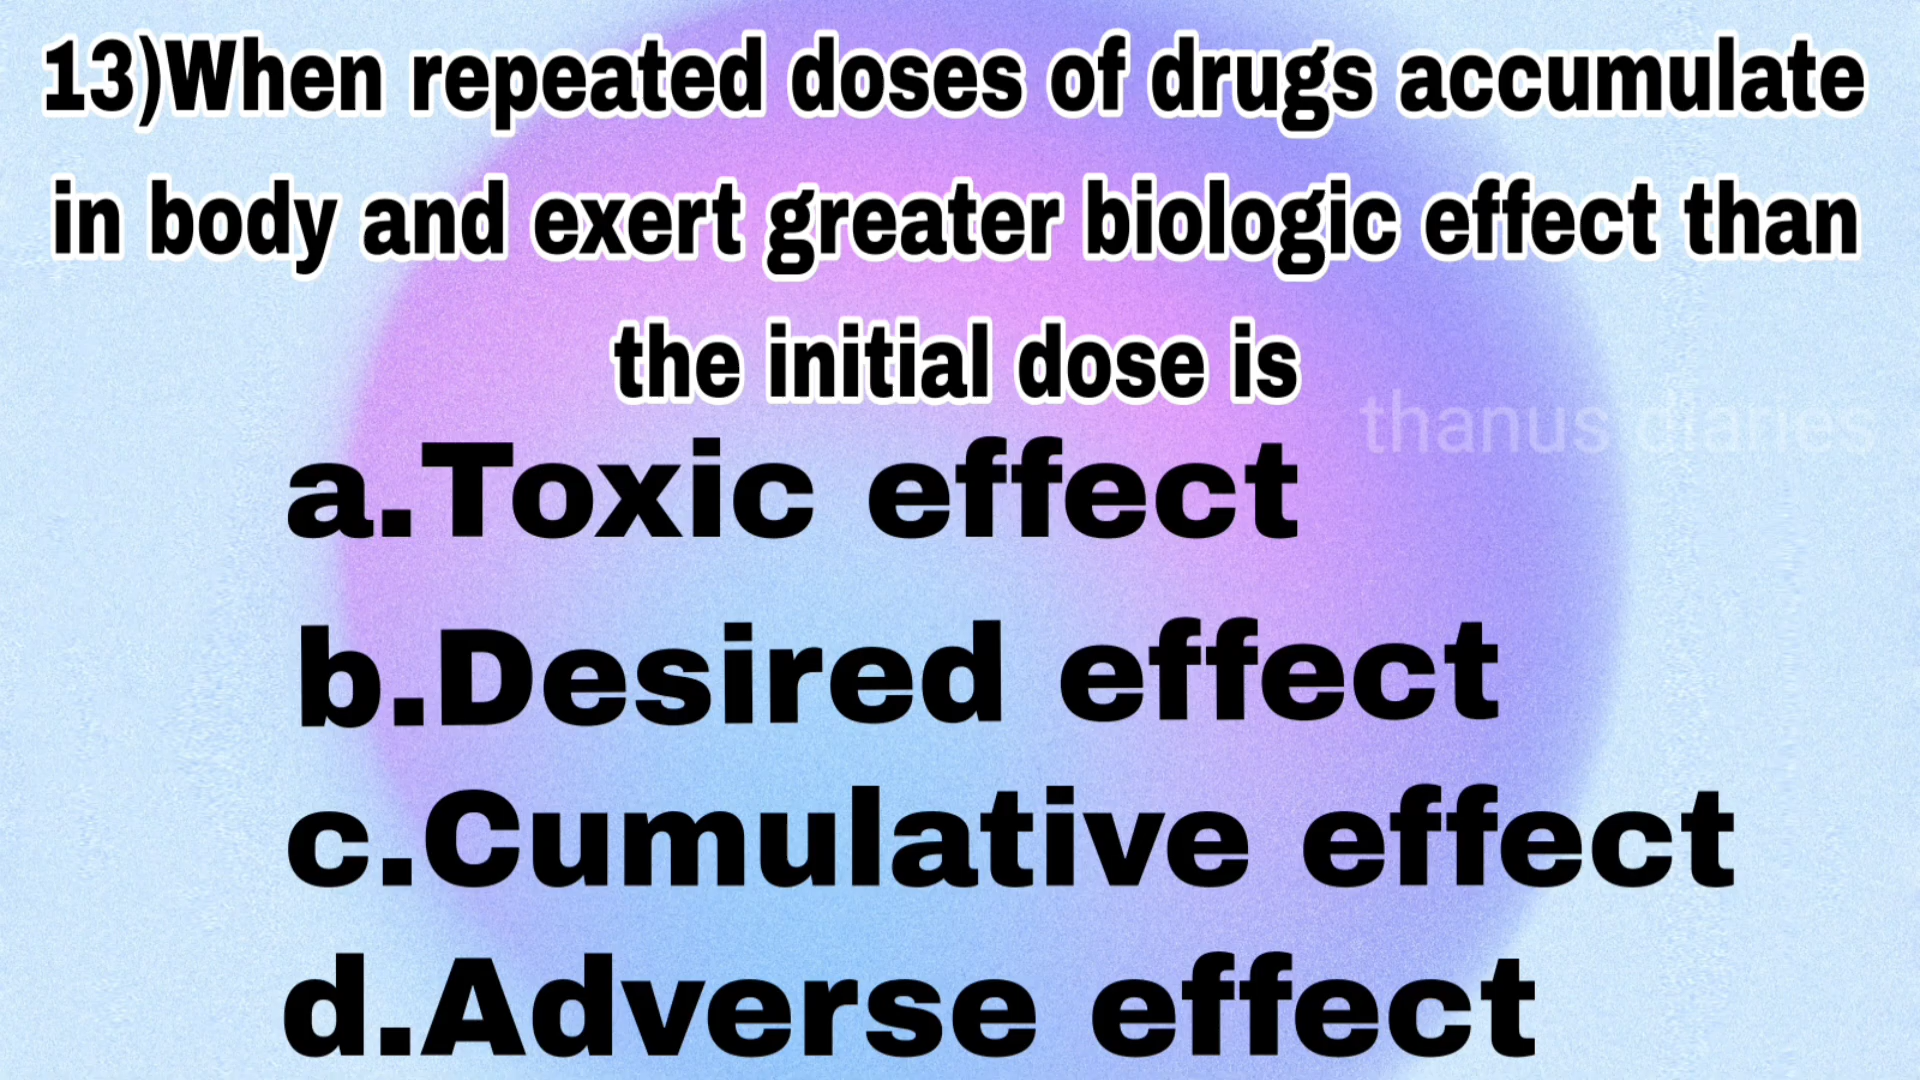 13)When repeated doses of drugs accumulate
in body and exert greater biologic effect than
the initial dose is
thanus diaries
a.Toxic effect
b.Desired effect
c.Cumulative effect
d.Adverse effect